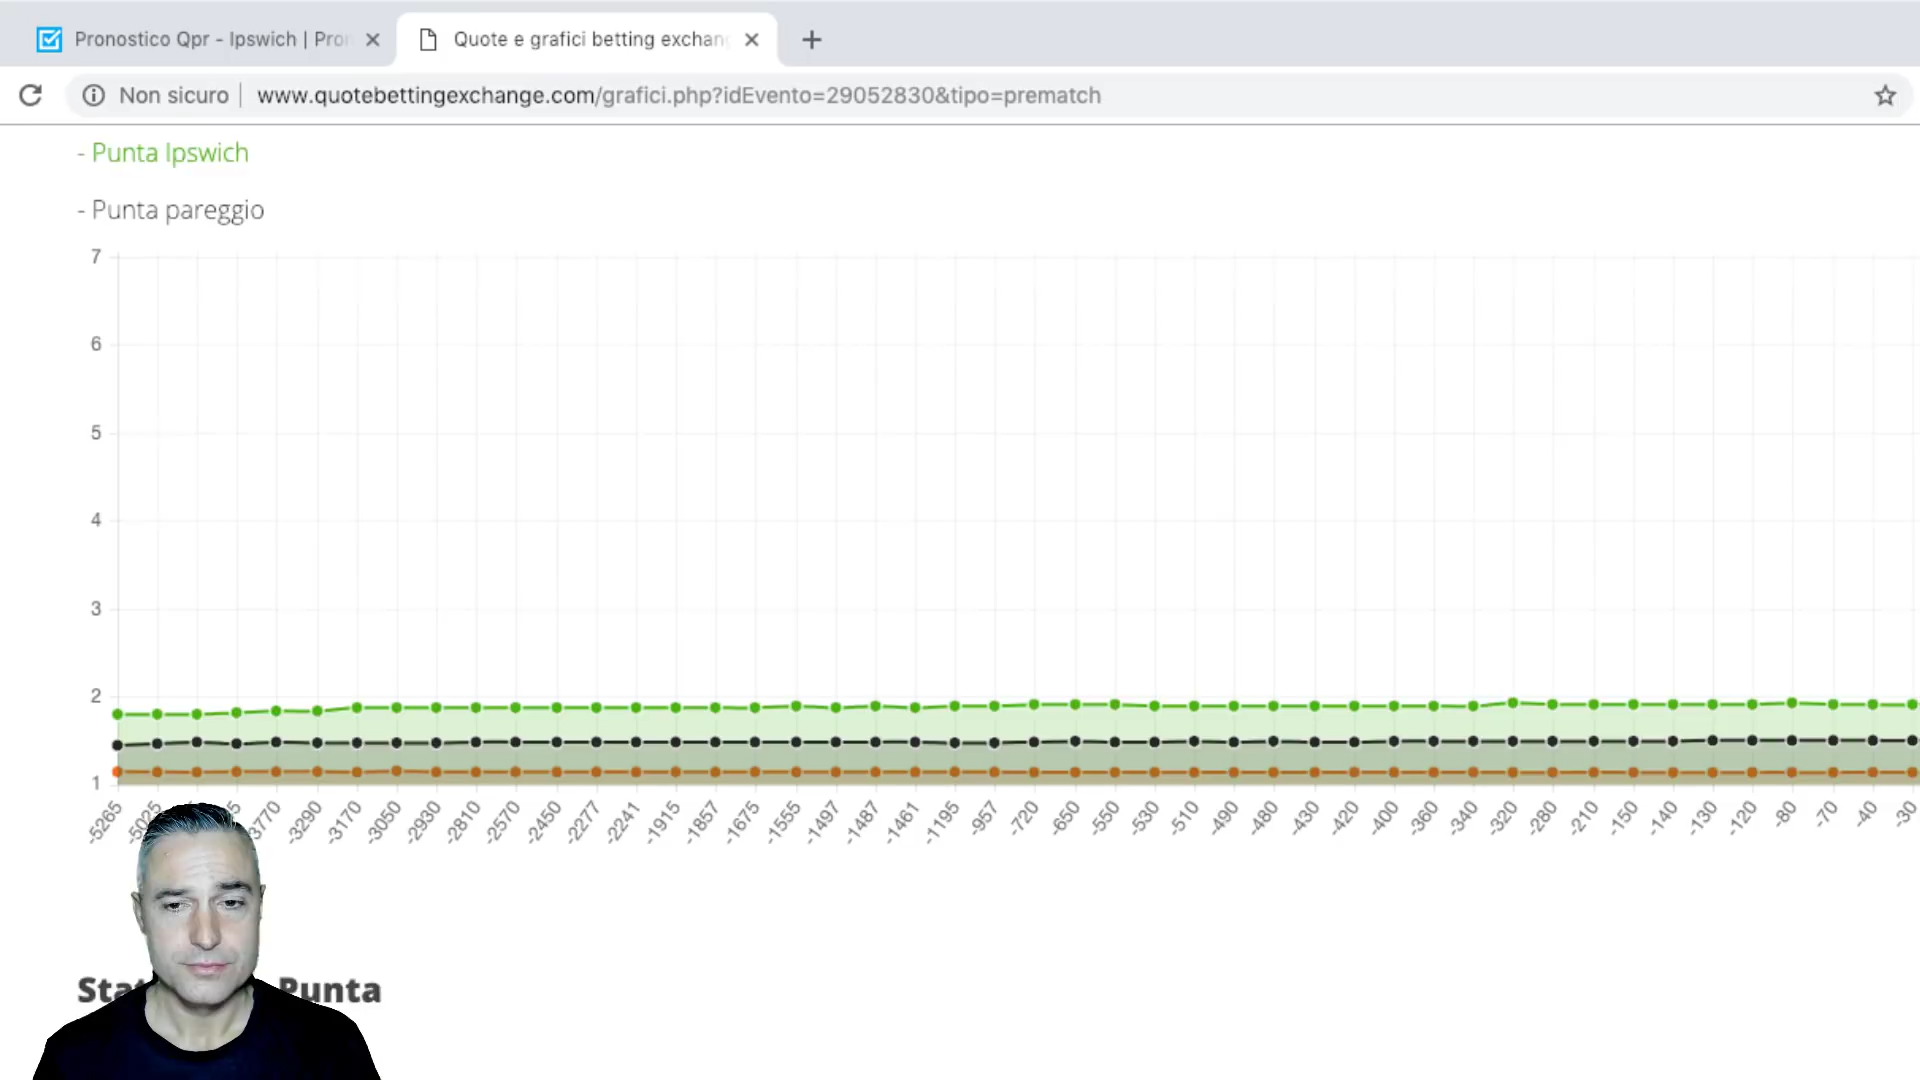 Pronostico Qpr - Ipswich | Pron
Quote e grafici betting exchan
Non sicuro
www.quotebettingexchange.com/grafici.php?idEvento=29052830&tipo=prematch
- Punta Ipswich
- Punta pareggio
7
6
5
4
3
2
1
-5265 -5025 -3770 -3290 -3170 -3050 -2930 -2810 -2570 -2450 -2277 -2241 -1915 -1857 -1675 -1555 -1497 -1487 -1461 -1195 -957 -720 -650 -550 -530 -510 -490 -480 -430 -420 -400 -360 -340 -320 -280 -210 -150 -140 -130 -120 -80 -70 -40 -30
Punta